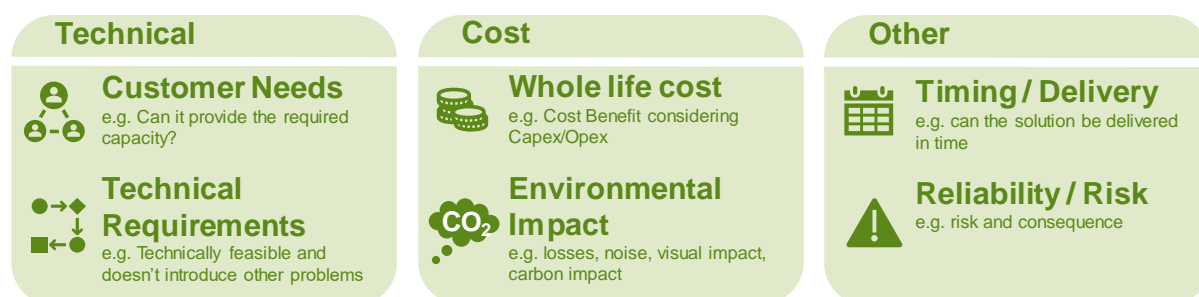 Technical
Customer Needs
e.g. Can it provide the required
capacity?
Technical
Requirements
e.g. Technically feasible and
doesn't introduce other problems
Cost
Whole life cost
e.g. Cost Benefit considering
Capex/Opex
Environmental
Impact
e.g. losses, noise, visual impact,
carbon impact
CO2
Other
Timing / Delivery
e.g. can the solution be delivered
in time
Reliability / Risk
e.g. risk and consequence